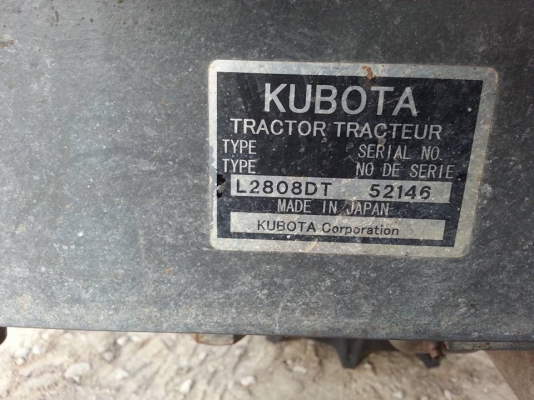 KUBOTA
TRACTOR TRACTEUR
TYPE SERIAL NO.
TYPE NO DE SERIE
L2808DT 52146
MADE IN JAPAN
KUBOTA Corporation